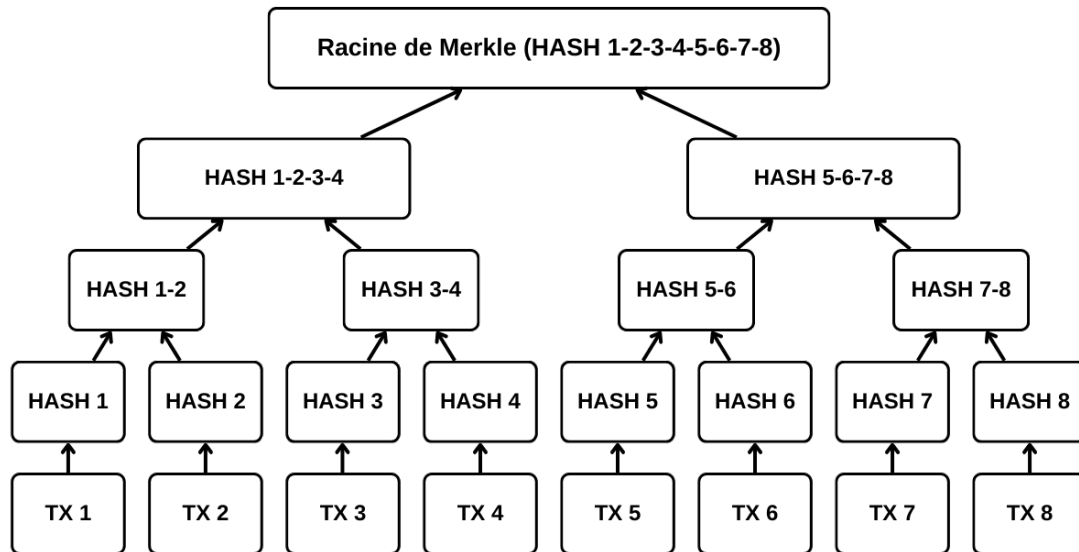 Racine de Merkle (HASH 1-2-3-4-5-6-7-8)
HASH 1-2-3-4
HASH 5-6-7-8
HASH 1-2
HASH 3-4
HASH 5-6
HASH 7-8
HASH 1
HASH 2
HASH 3
HASH 4
HASH 5
HASH 6
HASH 7
HASH 8
TX 1
TX 2
TX 3
TX 4
TX 5
TX 6
TX 7
TX 8